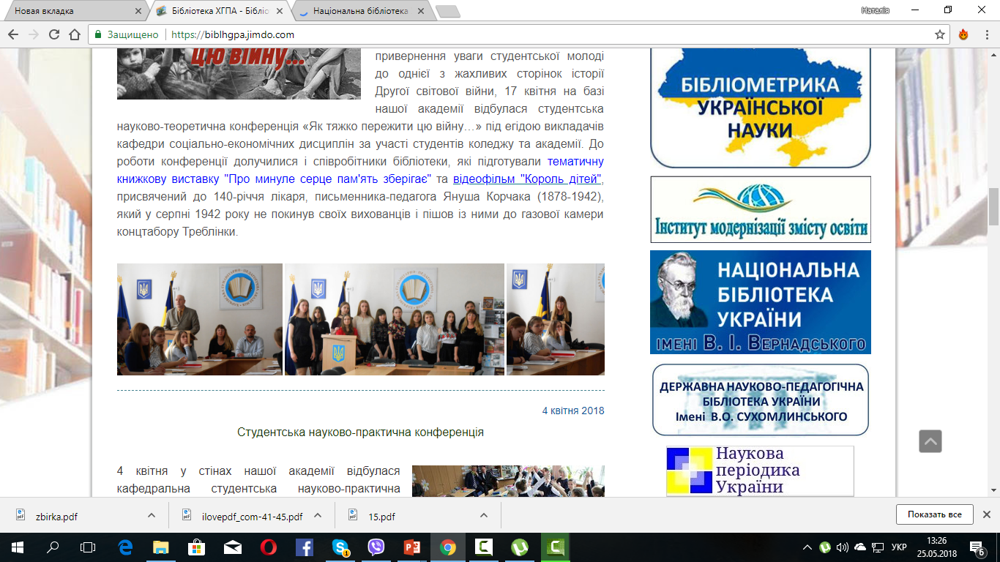 Новая вкладка
Бібліотека ХГПА - Бібліо
Національна бібліотека
Наталія
Защищено
https://biblhgpa.jimdo.com
цю війну...
привернення уваги студентської молоді
до однієї з жахливих сторінок історії
Другої світової війни, 17 квітня на базі
нашої академії відбулася студентська
науково-теоретична конференція «Як тяжко пережити цю війну…» під егідою викладачів
кафедри соціально-економічних дисциплін за участі студентів коледжу та академії. До
роботи конференції долучилися і співробітники бібліотеки, які підготували тематичну
книжкову виставку "Про минуле серце пам'ять зберігає" та відеофільм "Король дітей",
присвячений до 140-річчя лікаря, письменника-педагога Януша Корчака (1878-1942),
який у серпні 1942 року не покинув своїх вихованців і пішов із ними до газової камери
концтабору Треблінки.
4 квітня 2018
Студентська науково-практична конференція
4 квітня у стінах нашої академії відбулася
кафедральна студентська науково-практична
БІБЛІОМЕТРИКА
УКРАЇНСЬКОЇ
НАУКИ
Інститут модернізації змісту освіти
НАЦІОНАЛЬНА
БІБЛІОТЕКА
УКРАЇНИ
ІМЕНІ В. І. ВЕРНАДСЬКОГО
ДЕРЖАВНА НАУКОВО-ПЕДАГОГІЧНА
БІБЛІОТЕКА УКРАЇНИ
Імені В.О. СУХОМЛИНСЬКОГО
Наукова
періодика
України
zbirka.pdf
ilovepdf_com-41-45.pdf
15.pdf
Показать все
1
УКР
13:26
25.05.2018
6